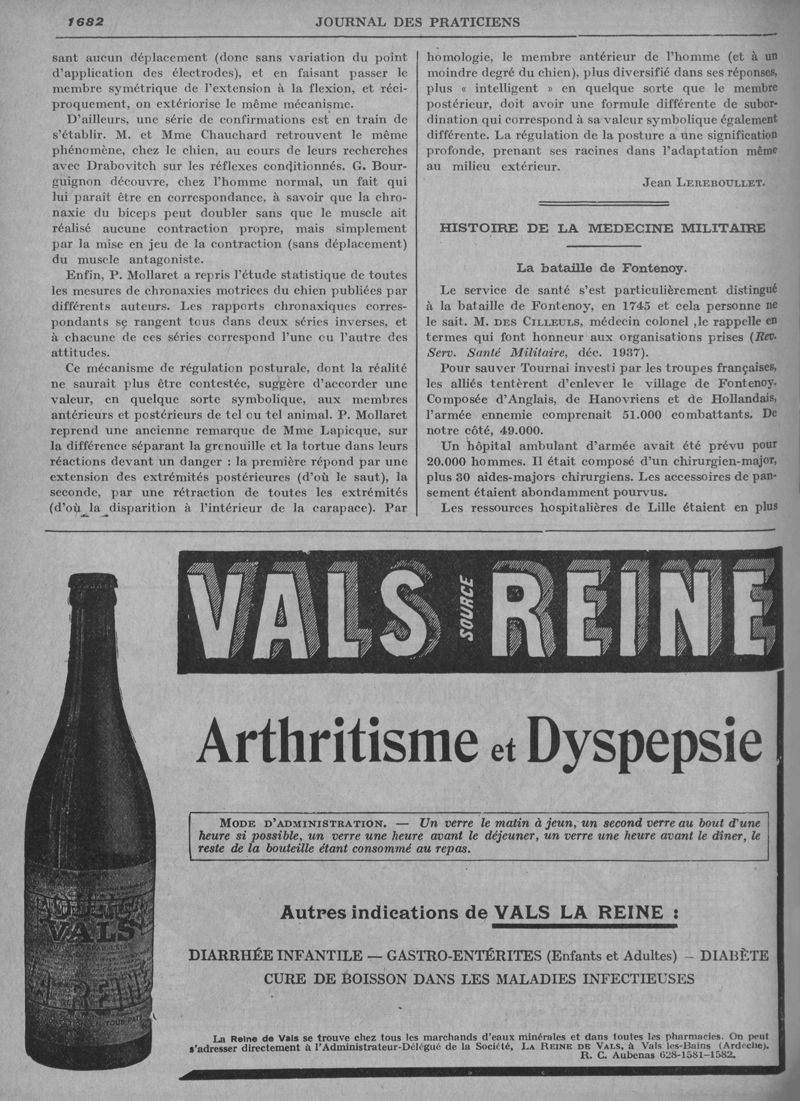 1682
JOURNAL DES PRATICIENS
sant aucun déplacement (donc sans variation du point
d'application des électrodes), et en faisant passer le
membre symétrique de l'extension à la flexion, et réci-
proquement, on extériorise le même mécanisme.
D'ailleurs, une série de confirmations est en train de
s'établir. M. et Mme Chauchard retrouvent le même
phénomène, chez le chien, au cours de leurs recherches
avec Drabovitch sur les réflexes conditionnés. G. Bour-
guignon découvre, chez l'homme normal, un fait qui
lui paraît être en correspondance, à savoir que la chro-
naxie du biceps peut doubler sans que le muscle ait
réalisé aucune contraction propre, mais simplement
par la mise en jeu de la contraction (sans déplacement)
du muscle antagoniste.
Enfin, P. Mollaret a repris l'étude statistique de toutes
les mesures de chronaxies motrices du chien publiées par
différents auteurs. Les rapports chronaxiques corres-
pondants se rangent tous dans deux séries inverses, et
à chacune de ces séries correspond l'une ou l'autre des
attitudes.
Ce mécanisme de régulation posturale, dont la réalité
ne saurait plus être contestée, suggère d'accorder une
valeur, en quelque sorte symbolique, aux membres
antérieurs et postérieurs de tel ou tel animal. P. Mollaret
reprend une ancienne remarque de Mme Lapicque, sur
la différence séparant la grenouille et la tortue dans leurs
réactions devant un danger : la première répond par une
extension des extrémités postérieures (d'où le saut), la
seconde, par une rétraction de toutes les extrémités
(d'où la disparition à l'intérieur de la carapace). Par
homologie, le membre antérieur de l'homme (et à un
moindre degré du chien), plus diversifié dans ses réponses,
plus « intelligent » en quelque sorte que le membre
postérieur, doit avoir une formule différente de subor-
dination qui correspond à sa valeur symbolique également
différente. La régulation de la posture a une signification
profonde, prenant ses racines dans l'adaptation même
au milieu extérieur.
Jean LEREBOULLET.
HISTOIRE DE LA MEDECINE MILITAIRE
La bataille de Fontenoy.
Le service de santé s'est particulièrement distingué
à la bataille de Fontenoy, en 1745 et cela personne ne
le sait. M. DES CILLEULS, médecin colonel ,le rappelle en
termes qui font honneur aux organisations prises (Rev.
Serv. Santé Militaire, déc. 1937).
Pour sauver Tournai investi par les troupes françaises,
les alliés tentèrent d'enlever le village de Fontenoy.
Composée d'Anglais, de Hanovriens et de Hollandais,
l'armée ennemie comprenait 51.000 combattants. De
notre côté, 49.000.
Un hôpital ambulant d'armée avait été prévu pour
20.000 hommes. Il était composé d'un chirurgien-major,
plus 30 aides-majors chirurgiens. Les accessoires de pan-
sement étaient abondamment pourvus.
Les ressources hospitalières de Lille étaient en plus
VALS SOURCE REINE
Arthritisme et Dyspepsie
MODE D'ADMINISTRATION. — Un verre le matin à jeun, un second verre au bout d'une
heure si possible, un verre une heure avant le déjeuner, un verre une heure avant le dîner, le
reste de la bouteille étant consommé au repas.
Autres indications de VALS LA REINE :
DIARRHÉE INFANTILE — GASTRO-ENTÉRITES (Enfants et Adultes) — DIABÈTE
CURE DE BOISSON DANS LES MALADIES INFECTIEUSES
La Reine de Vals se trouve chez tous les marchands d'eaux minérales et dans toutes les pharmacies. On peut
s'adresser directement à l'Administrateur-Délégué de la Société, LA REINE DE VALS, à Vals les-Bains (Ardèche).
R. C. Aubenas 628-1581-1582.
VALS